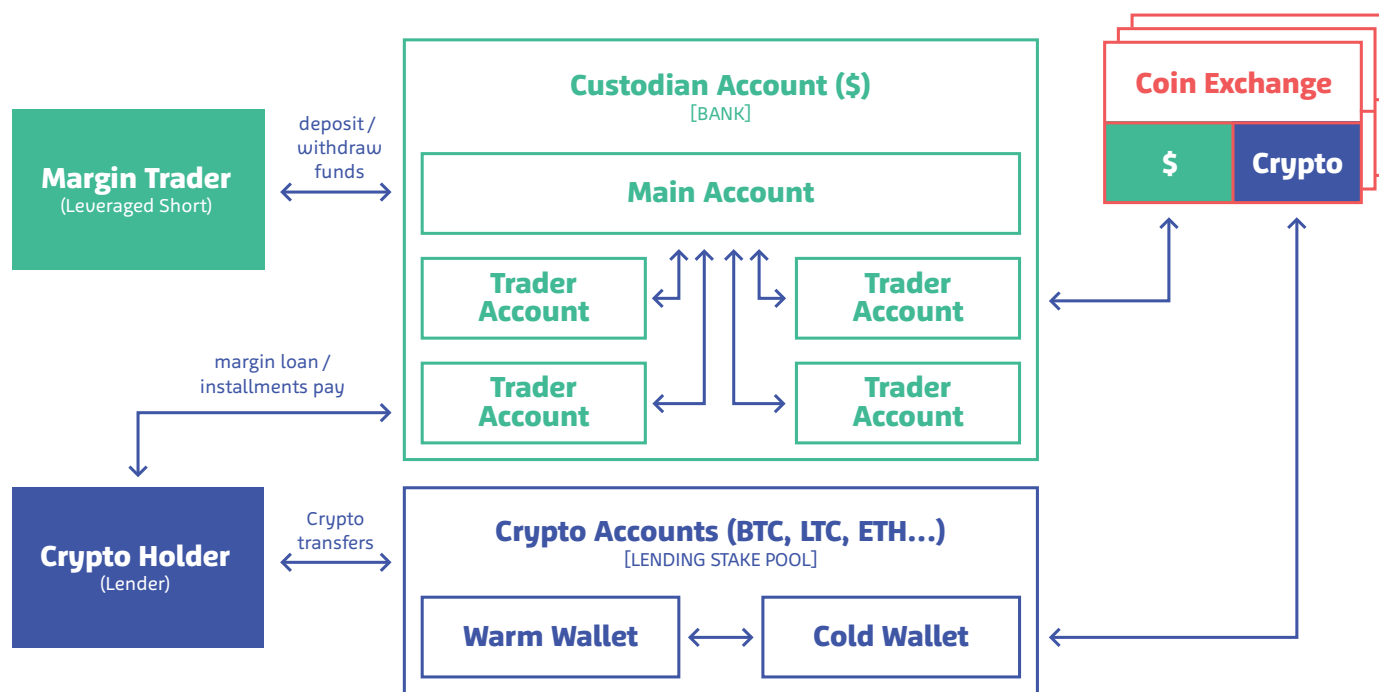 Margin Trader
(Leveraged Short)
deposit /
withdraw
funds
Custodian Account ($)
[BANK]
Main Account
Trader
Account
Trader
Account
Trader
Account
Trader
Account
Coin Exchange
$
Crypto
margin loan /
installments pay
Crypto Holder
(Lender)
Crypto
transfers
Crypto Accounts (BTC, LTC, ETH...)
[LENDING STAKE POOL]
Warm Wallet
Cold Wallet